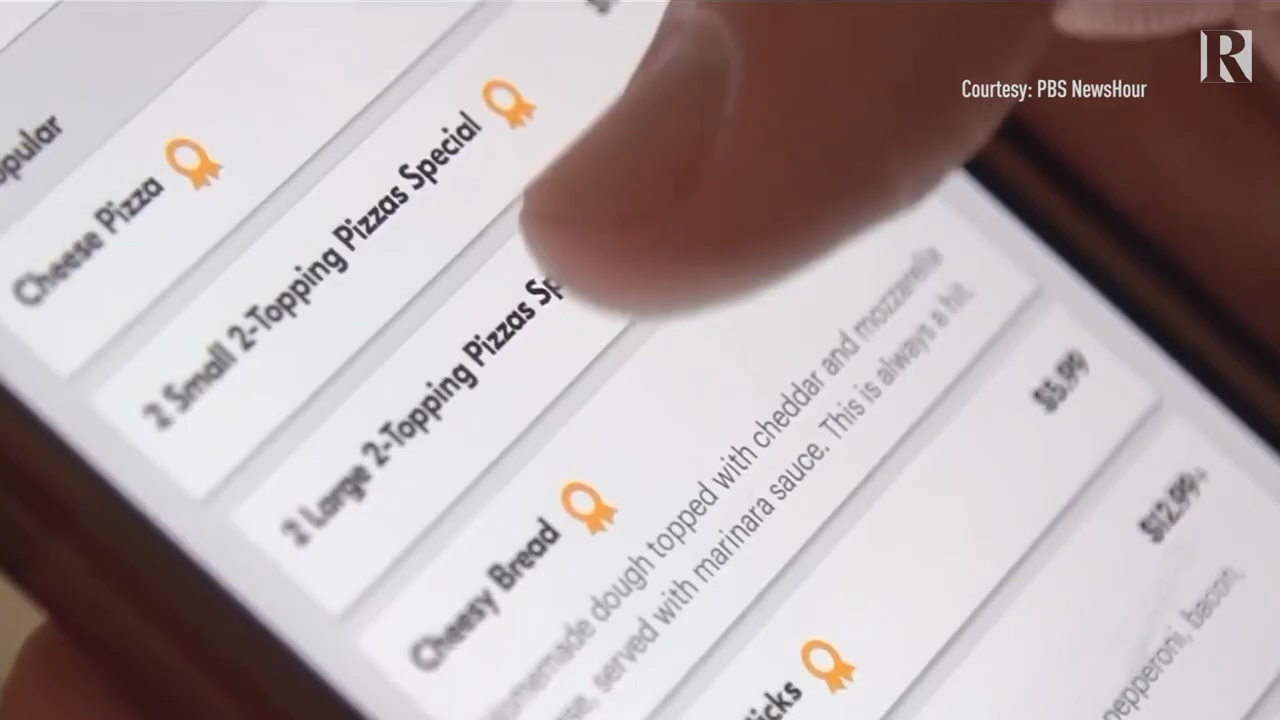 R
Courtesy: PBS NewsHour
opular
Cheese Pizza
2 Small 2-Topping Pizzas Special
2 Large 2-Topping Pizzas Sp
Cheesy Bread
memade dough topped with cheddar and mozzarella
se, served with marinara sauce. This is always a hit.
$5.99
icks
$12.99+
pepperoni, bacon,